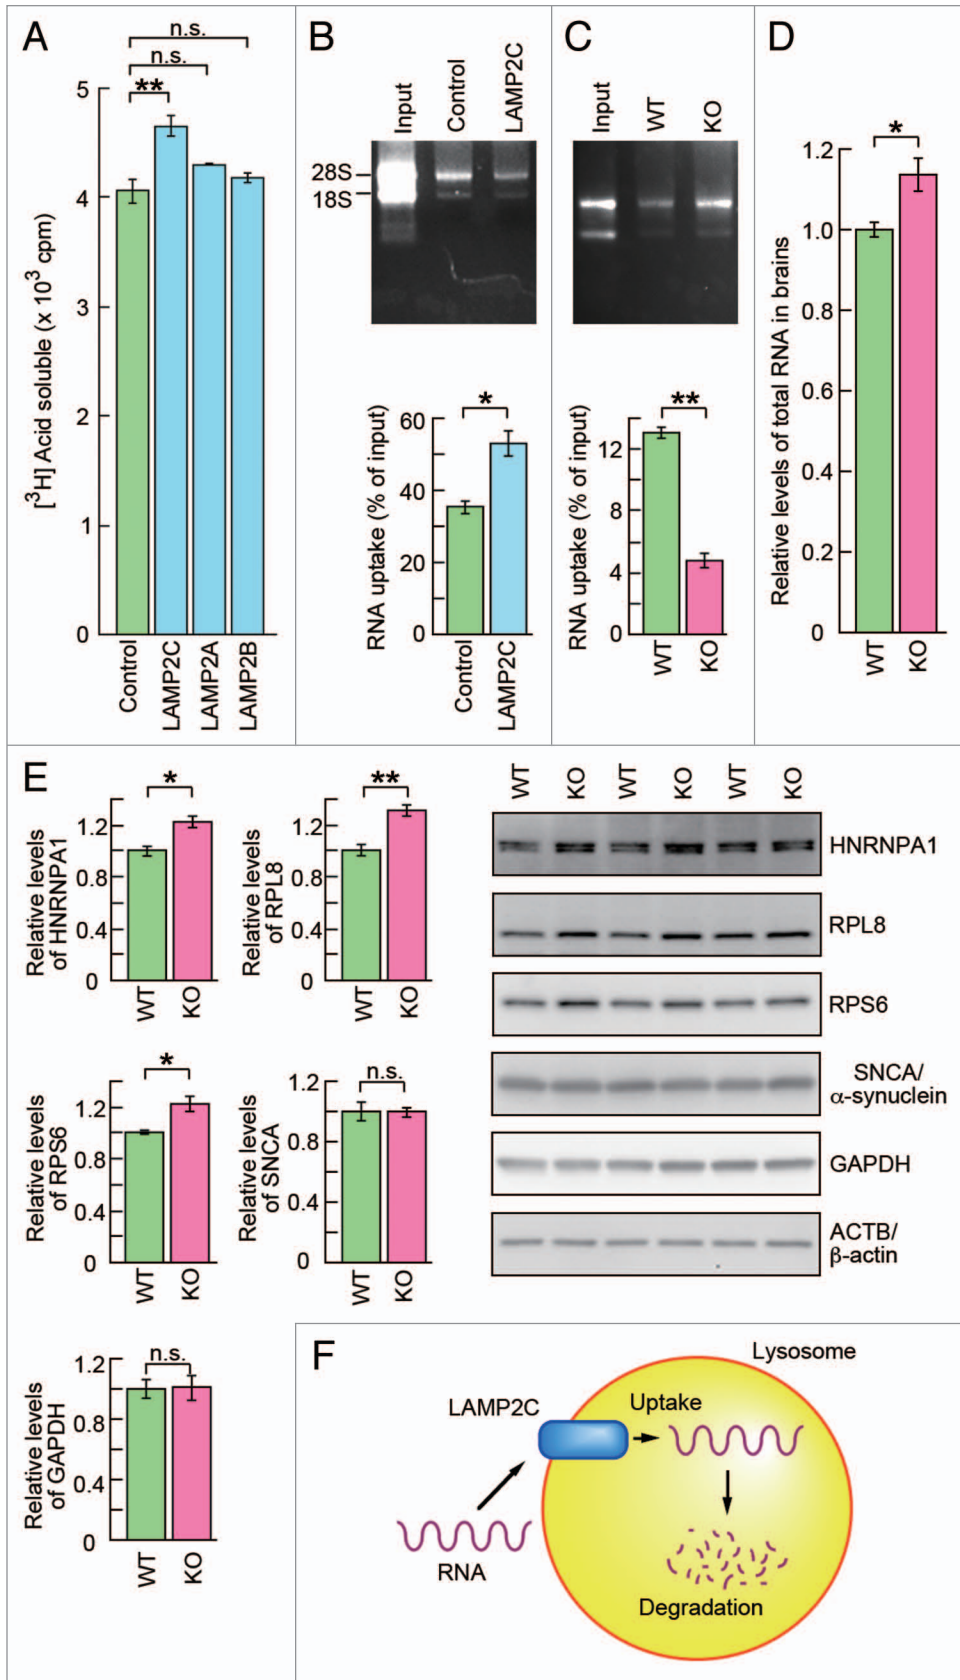 A
n.s.
n.s.
**
[³H] Acid soluble (x 10³ cpm)
5
4
3
2
1
0
Control
LAMP2C
LAMP2A
LAMP2B
B
Input
Control
LAMP2C
28S
18S
*
RNA uptake (% of input)
60
40
20
0
Control
LAMP2C
C
Input
WT
KO
**
RNA uptake (% of input)
12
8
4
0
WT
KO
D
*
Relative levels of total RNA in brains
1.2
1.0
0.8
0.6
0.4
0.2
0
WT
KO
E
*
Relative levels
of HNRNPA1
1.2
0.8
0.4
0
WT
KO
**
Relative levels
of RPL8
1.2
0.8
0.4
0
WT
KO
*
Relative levels
of RPS6
1.2
0.8
0.4
0
WT
KO
n.s.
Relative levels
of SNCA
1.2
0.8
0.4
0
WT
KO
n.s.
Relative levels
of GAPDH
1.2
0.8
0.4
0
WT
KO
WT
KO
WT
KO
WT
KO
HNRNPA1
RPL8
RPS6
SNCA/
α-synuclein
GAPDH
ACTB/
β-actin
F
Lysosome
LAMP2C
Uptake
RNA
Degradation